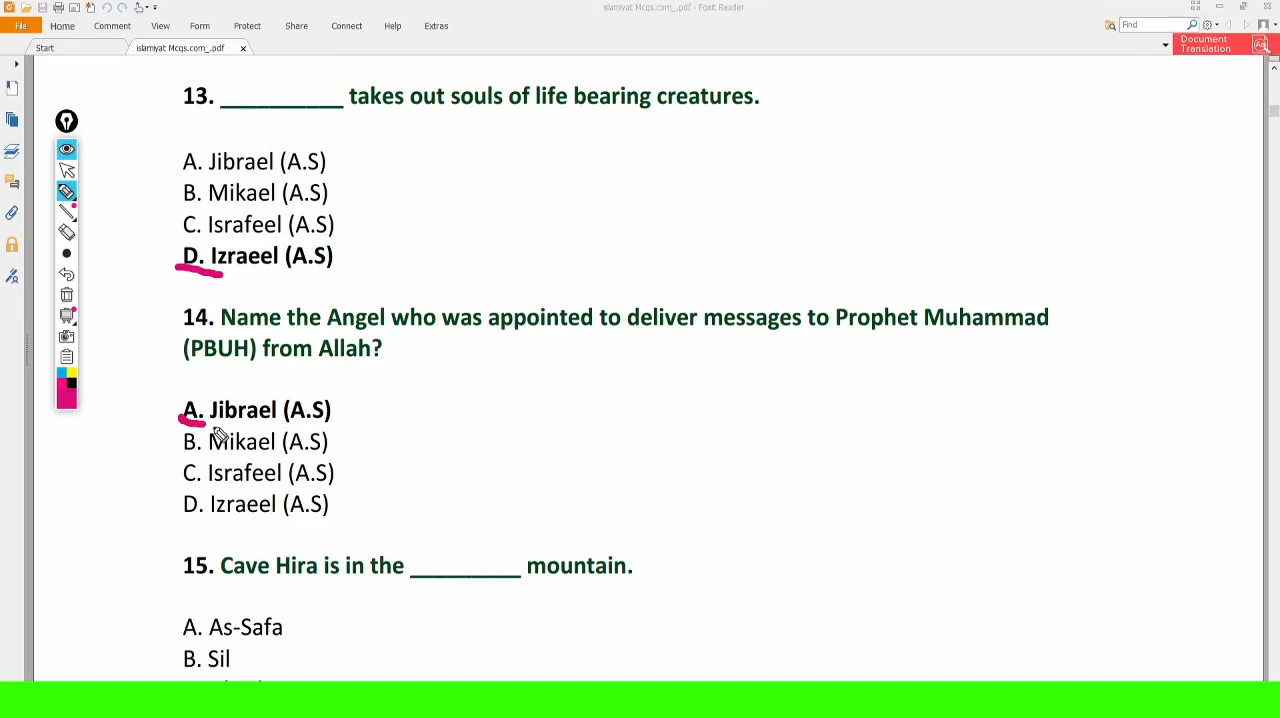 islamiyat Mcqs.com_.pdf - Foxit Reader
File Home Comment View Form Protect Share Connect Help Extras
Find
Start
islamiyat Mcqs.com_.pdf
Document
Translation
13. __________ takes out souls of life bearing creatures.
A. Jibrael (A.S)
B. Mikael (A.S)
C. Israfeel (A.S)
D. Izraeel (A.S)
14. Name the Angel who was appointed to deliver messages to Prophet Muhammad
(PBUH) from Allah?
A. Jibrael (A.S)
B. Mikael (A.S)
C. Israfeel (A.S)
D. Izraeel (A.S)
15. Cave Hira is in the _________ mountain.
A. As-Safa
B. Sil